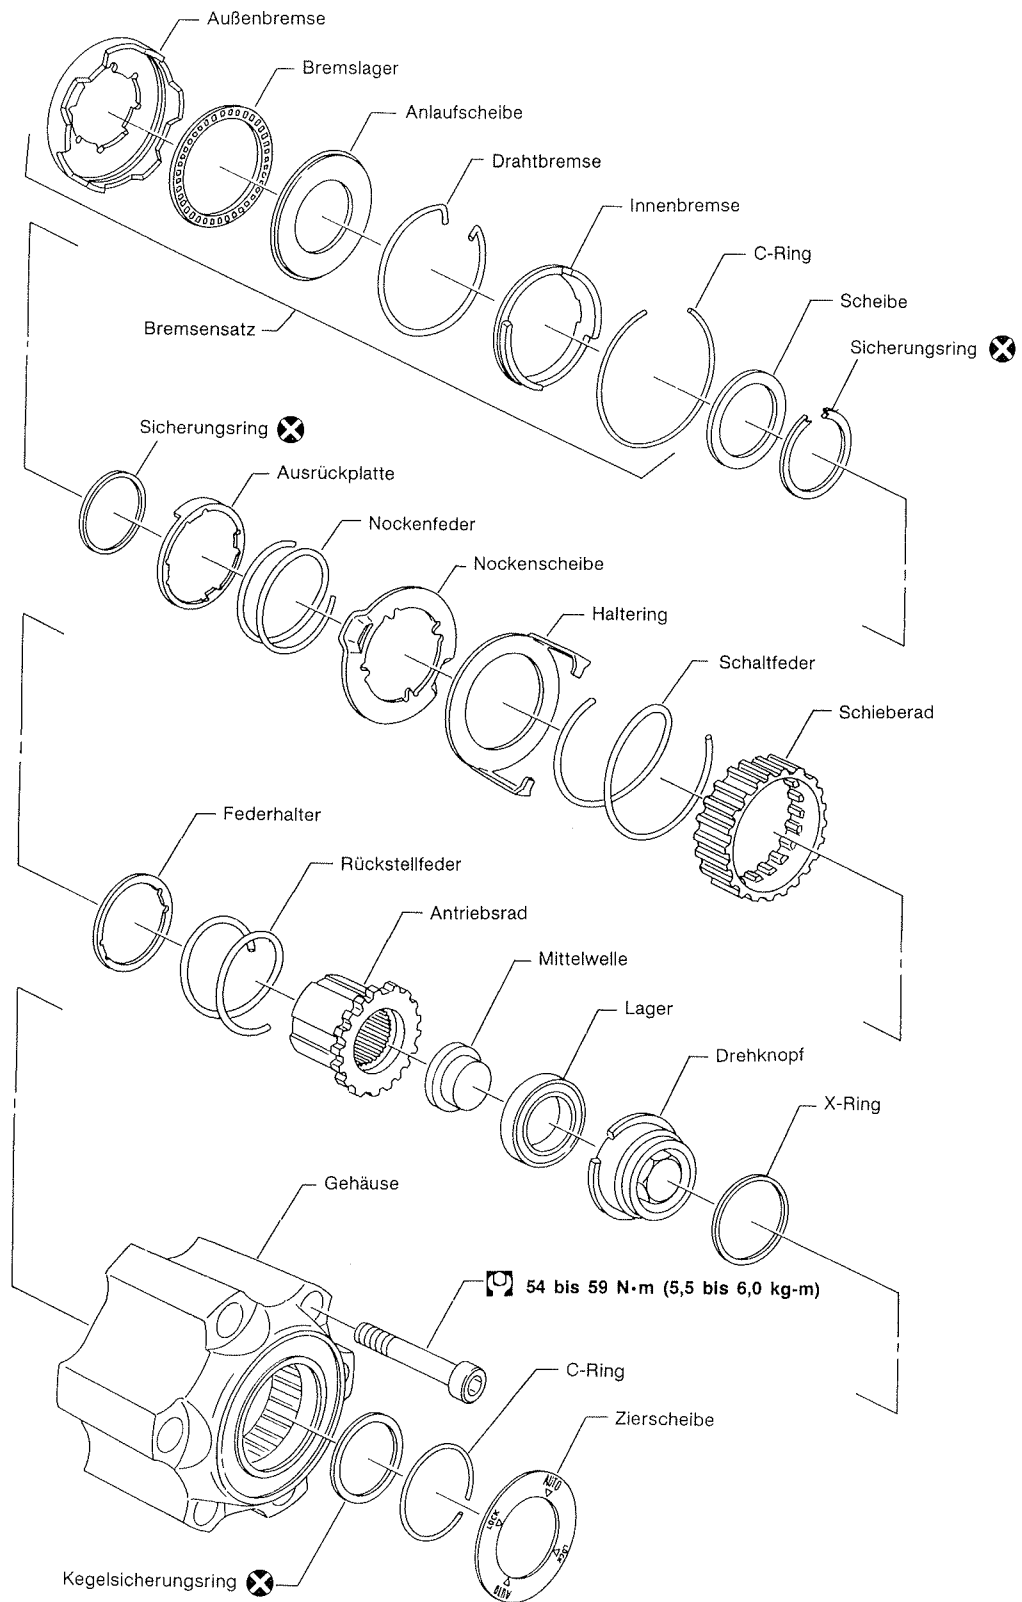 Außenbremse
Bremslager
Anlaufscheibe
Drahtbremse
Innenbremse
C-Ring
Scheibe
Sicherungsring
Bremsensatz
Sicherungsring
Ausrückplatte
Nockenfeder
Nockenscheibe
Haltering
Schaltfeder
Schieberad
Federhalter
Rückstellfeder
Antriebsrad
Mittelwelle
Lager
Drehknopf
X-Ring
Gehäuse
54 bis 59 N·m (5,5 bis 6,0 kg-m)
C-Ring
Zierscheibe
AUTO
LOCK
LOCK
AUTO
Kegelsicherungsring